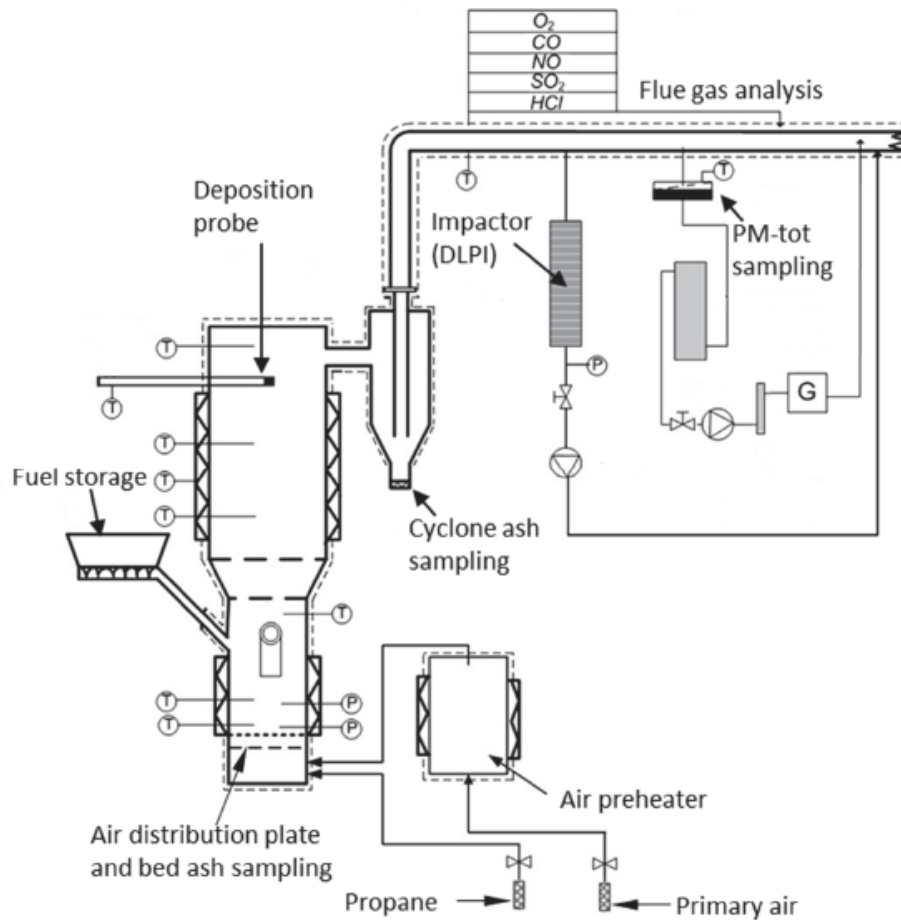 O2
CO
NO
SO2
HCl
Flue gas analysis
T
T
Deposition
probe
Impactor
(DLPI)
PM-tot
sampling
T
P
T
G
T
Fuel storage
T
Cyclone ash
sampling
T
T
P
T
P
Air preheater
Air distribution plate
and bed ash sampling
Propane
Primary air